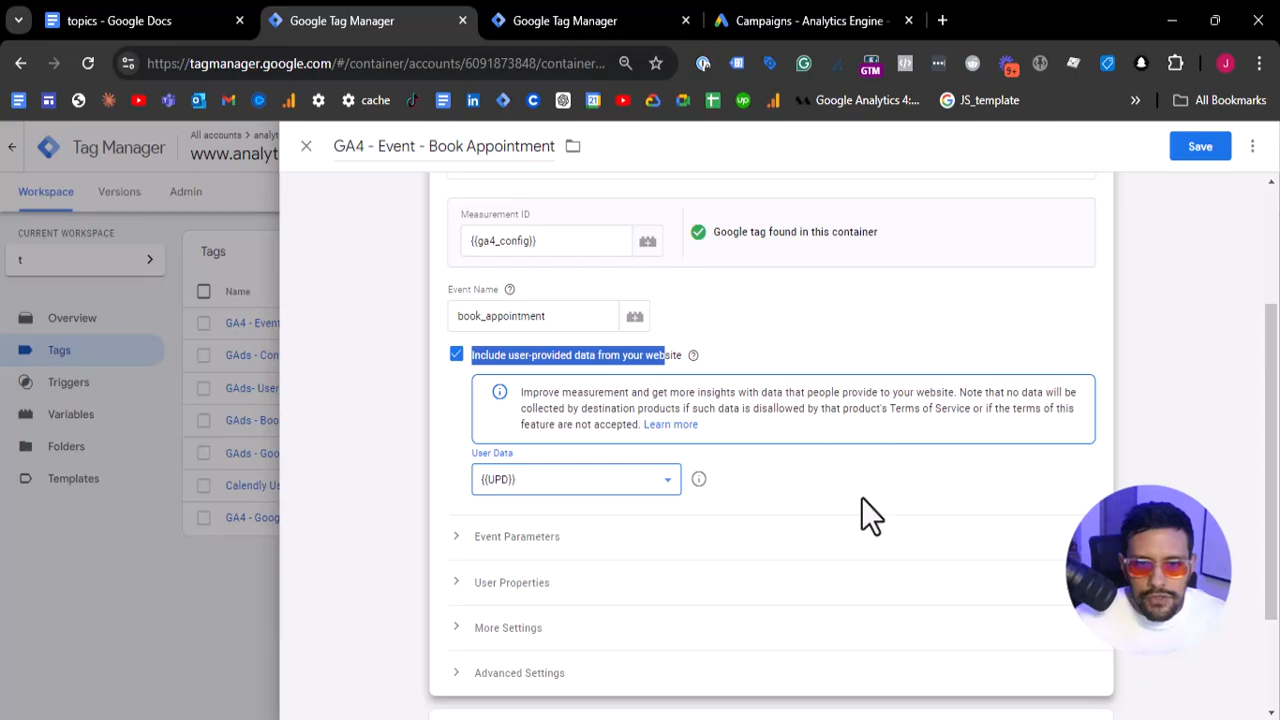 topics - Google Docs
Google Tag Manager
Google Tag Manager
Campaigns - Analytics Engine -
https://tagmanager.google.com/#/container/accounts/6091873848/container...
GTM
9+
J
cache
Google Analytics 4:...
JS_template
All Bookmarks
Tag Manager
All accounts > analyt
www.analyt
GA4 - Event - Book Appointment
Save
Workspace
Versions
Admin
CURRENT WORKSPACE
t
Overview
Tags
Triggers
Variables
Folders
Templates
Tags
Name
GA4 - Even
GAds - Con
GAds- User
GAds - Boo
GAds - Goo
Calendly Us
GA4 - Goog
Measurement ID
{{ga4_config}}
Google tag found in this container
Event Name
book_appointment
Include user-provided data from your website
Improve measurement and get more insights with data that people provide to your website. Note that no data will be
collected by destination products if such data is disallowed by that product's Terms of Service or if the terms of this
feature are not accepted. Learn more
User Data
{{UPD}}
Event Parameters
User Properties
More Settings
Advanced Settings